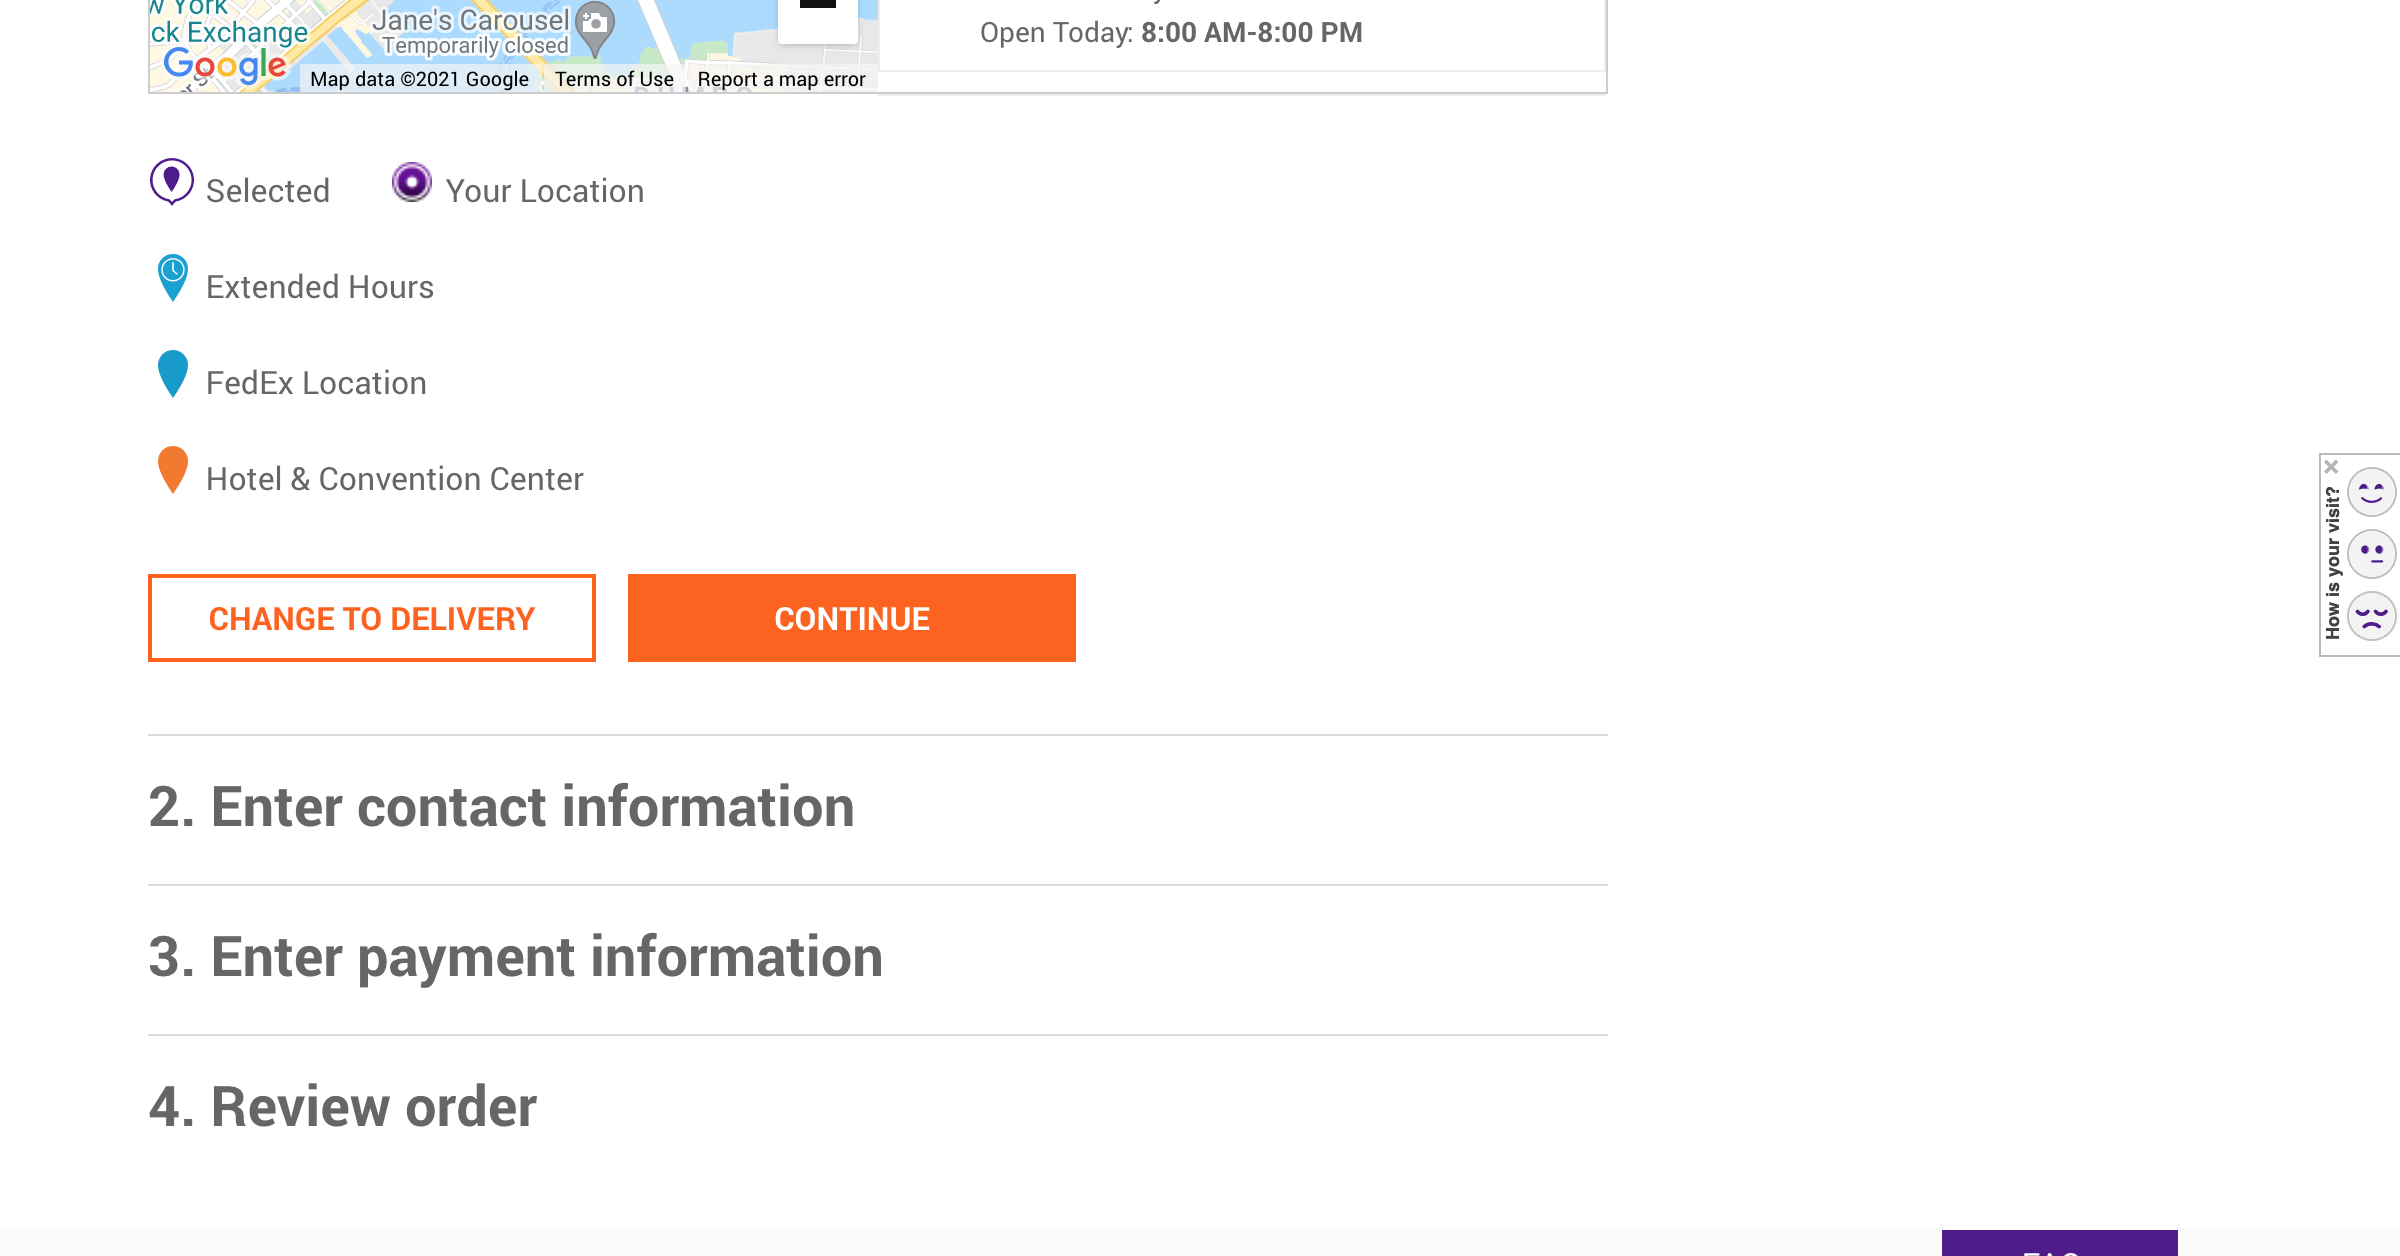 York
ck Exchange
Jane's Carousel
Temporarily closed
Google
Map data ©2021 Google
Terms of Use
Report a map error
Open Today: 8:00 AM-8:00 PM
Selected
Your Location
Extended Hours
FedEx Location
Hotel & Convention Center
CHANGE TO DELIVERY
CONTINUE
How is your visit?
2. Enter contact information
3. Enter payment information
4. Review order